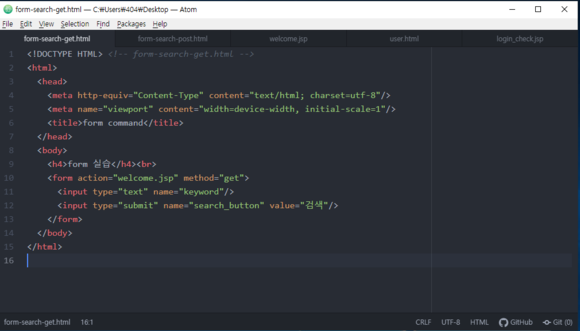 form-search-get.html — C:₩Users₩404₩Desktop — Atom
File Edit View Selection Find Packages Help
form-search-get.html form-search-post.html welcome.jsp user.html login_check.jsp
1 <!DOCTYPE HTML> <!-- form-search-get.html -->
2 <html>
3 <head>
4 <meta http-equiv="Content-Type" content="text/html; charset=utf-8"/>
5 <meta name="viewport" content="width=device-width, initial-scale=1"/>
6 <title>form command</title>
7 </head>
8 <body>
9 <h4>form 실습</h4><br>
10 <form action="welcome.jsp" method="get">
11 <input type="text" name="keyword"/>
12 <input type="submit" name="search_button" value="검색"/>
13 </form>
14 </body>
15 </html>
16
form-search-get.html 16:1 CRLF UTF-8 HTML GitHub Git (0)